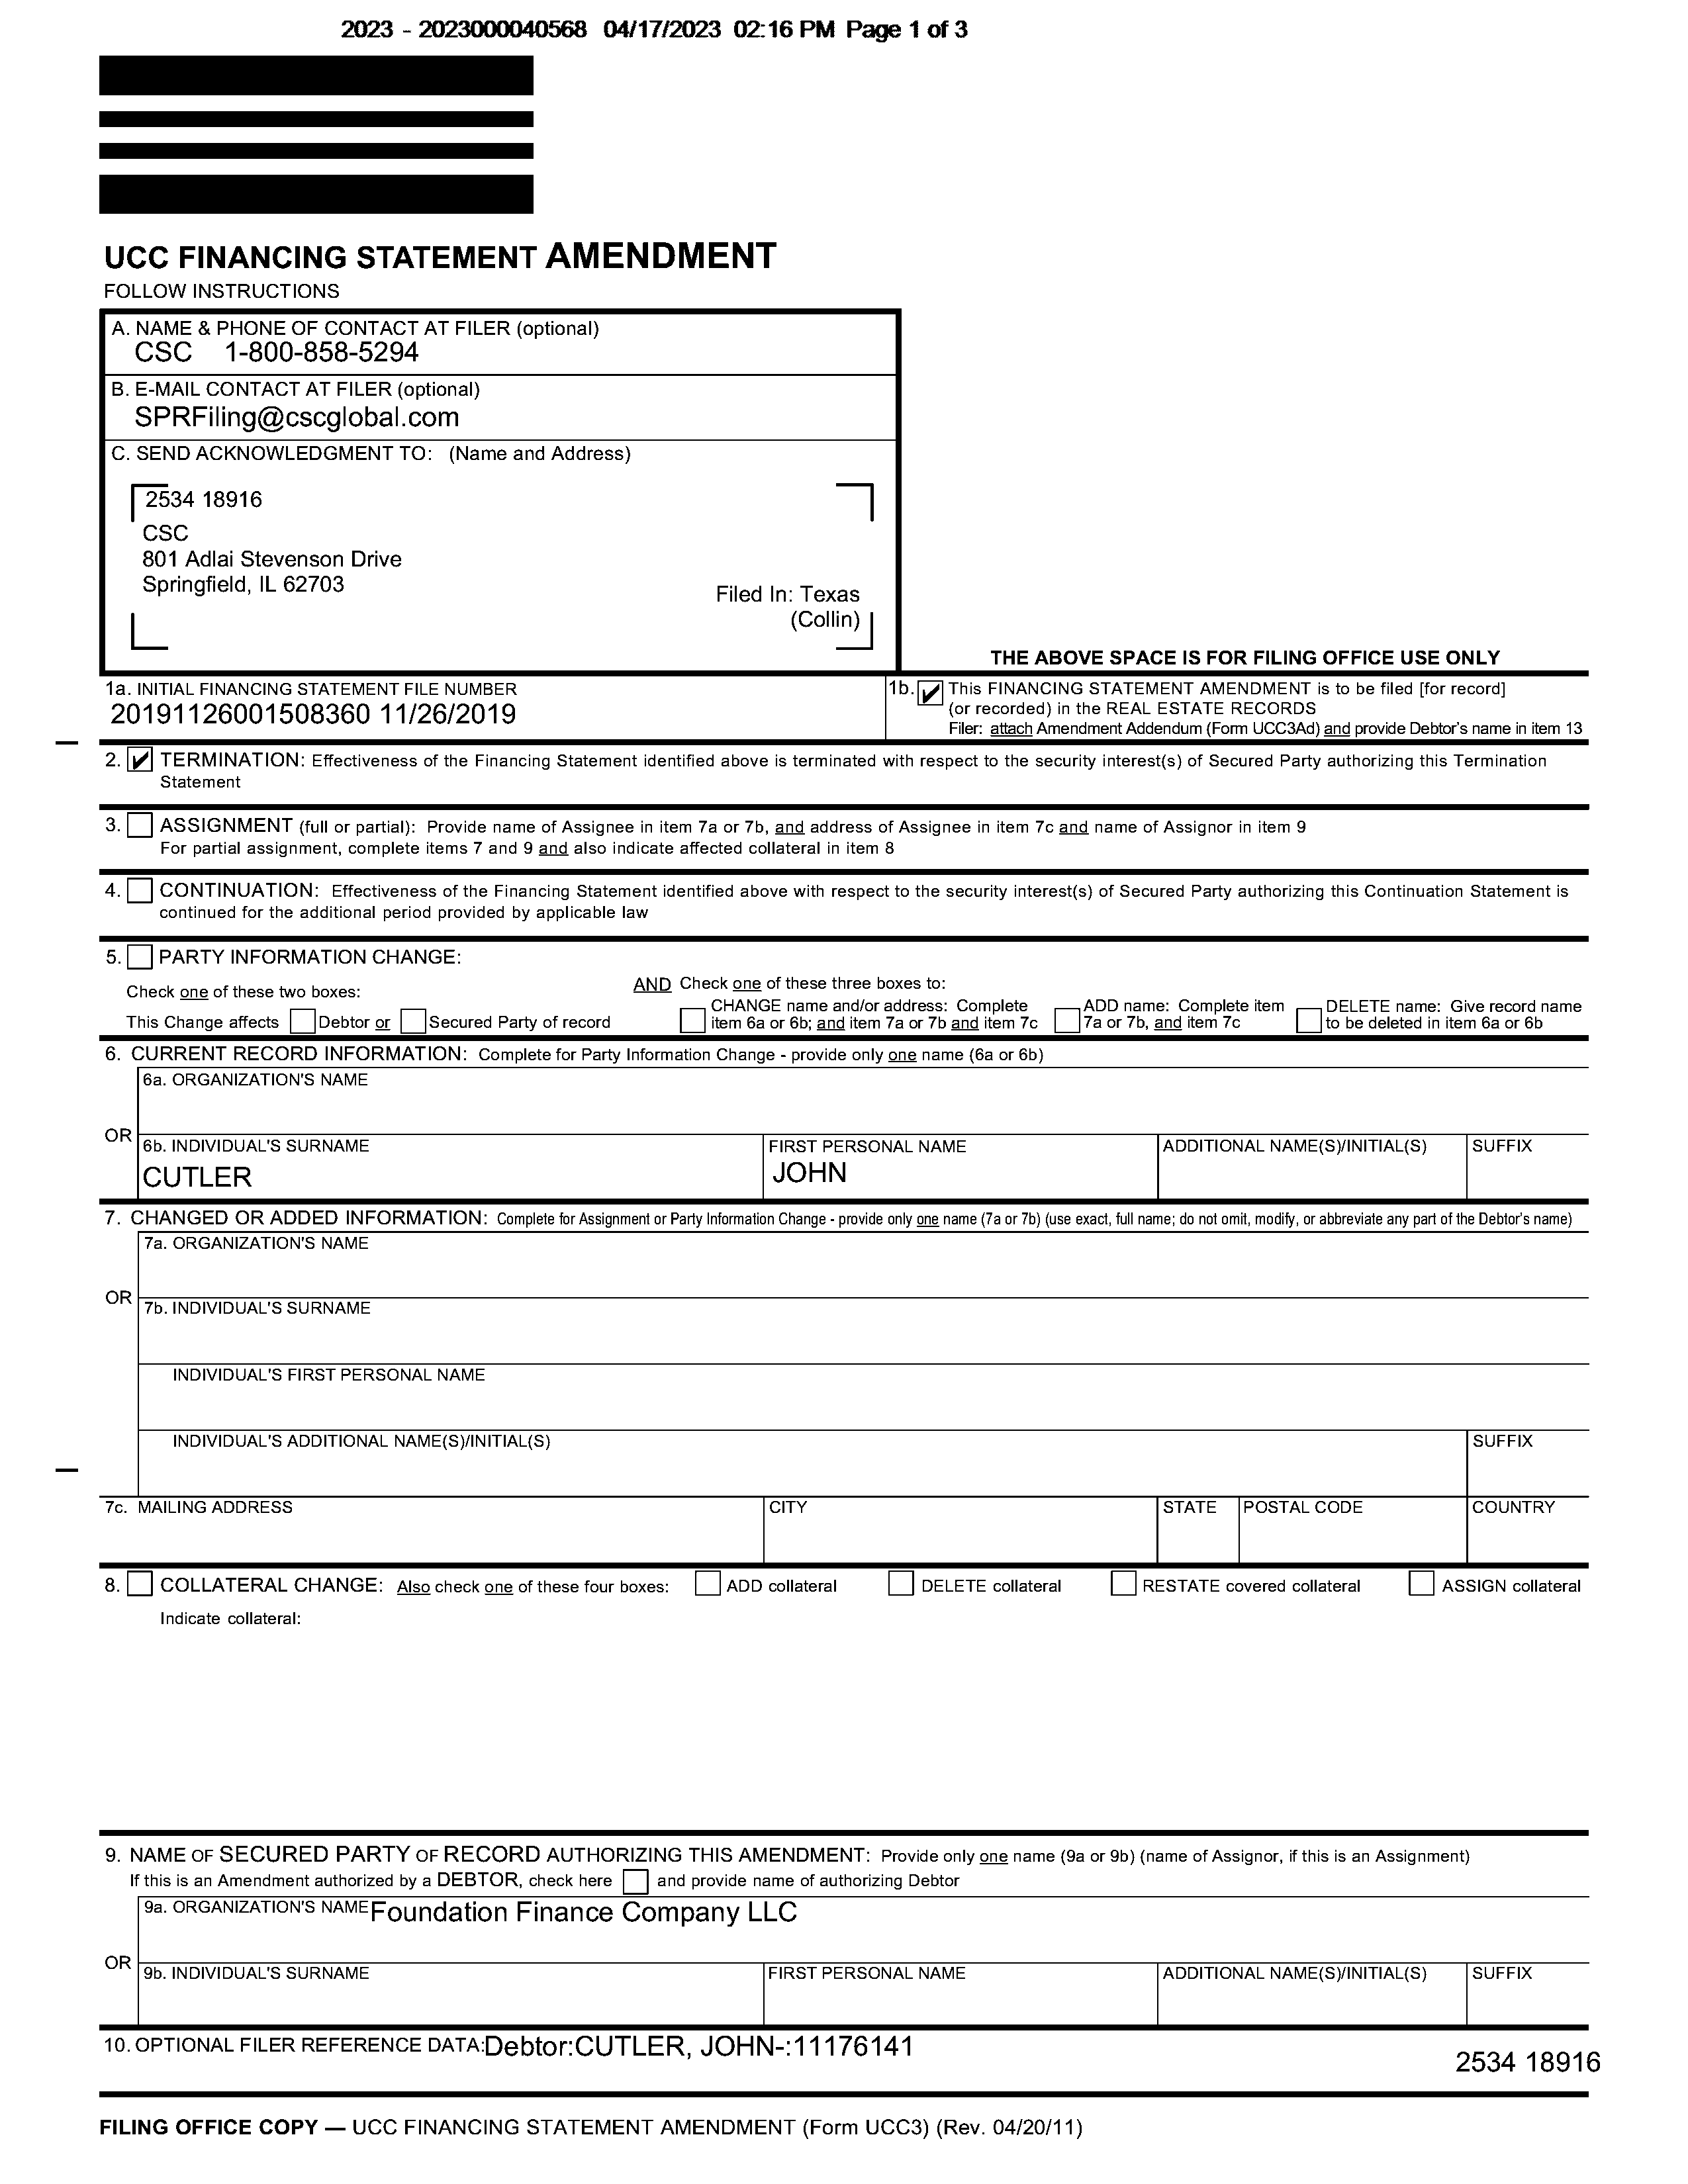 2023 - 2023000040568 04/17/2023 02:16 PM Page 1 of 3
UCC FINANCING STATEMENT AMENDMENT
FOLLOW INSTRUCTIONS
A. NAME & PHONE OF CONTACT AT FILER (optional)
CSC 1-800-858-5294
B. E-MAIL CONTACT AT FILER (optional)
SPRFiling@cscglobal.com
C. SEND ACKNOWLEDGMENT TO: (Name and Address)
2534 18916
CSC
801 Adlai Stevenson Drive
Springfield, IL 62703
Filed In: Texas
(Collin)
THE ABOVE SPACE IS FOR FILING OFFICE USE ONLY
1a. INITIAL FINANCING STATEMENT FILE NUMBER
20191126001508360 11/26/2019
1b. This FINANCING STATEMENT AMENDMENT is to be filed [for record]
(or recorded) in the REAL ESTATE RECORDS
Filer: attach Amendment Addendum (Form UCC3Ad) and provide Debtor's name in item 13
2. TERMINATION: Effectiveness of the Financing Statement identified above is terminated with respect to the security interest(s) of Secured Party authorizing this Termination
Statement
3. ASSIGNMENT (full or partial): Provide name of Assignee in item 7a or 7b, and address of Assignee in item 7c and name of Assignor in item 9
For partial assignment, complete items 7 and 9 and also indicate affected collateral in item 8
4. CONTINUATION: Effectiveness of the Financing Statement identified above with respect to the security interest(s) of Secured Party authorizing this Continuation Statement is
continued for the additional period provided by applicable law
5. PARTY INFORMATION CHANGE:
Check one of these two boxes:
This Change affects Debtor or Secured Party of record
AND Check one of these three boxes to:
CHANGE name and/or address: Complete
item 6a or 6b; and item 7a or 7b and item 7c
ADD name: Complete item
7a or 7b, and item 7c
DELETE name: Give record name
to be deleted in item 6a or 6b
6. CURRENT RECORD INFORMATION: Complete for Party Information Change - provide only one name (6a or 6b)
6a. ORGANIZATION'S NAME
OR
6b. INDIVIDUAL'S SURNAME
CUTLER
FIRST PERSONAL NAME
JOHN
ADDITIONAL NAME(S)/INITIAL(S)
SUFFIX
7. CHANGED OR ADDED INFORMATION: Complete for Assignment or Party Information Change - provide only one name (7a or 7b) (use exact, full name; do not omit, modify, or abbreviate any part of the Debtor's name)
7a. ORGANIZATION'S NAME
OR
7b. INDIVIDUAL'S SURNAME
INDIVIDUAL'S FIRST PERSONAL NAME
INDIVIDUAL'S ADDITIONAL NAME(S)/INITIAL(S)
SUFFIX
7c. MAILING ADDRESS
CITY
STATE
POSTAL CODE
COUNTRY
8. COLLATERAL CHANGE: Also check one of these four boxes: ADD collateral DELETE collateral RESTATE covered collateral ASSIGN collateral
Indicate collateral:
9. NAME OF SECURED PARTY OF RECORD AUTHORIZING THIS AMENDMENT: Provide only one name (9a or 9b) (name of Assignor, if this is an Assignment)
If this is an Amendment authorized by a DEBTOR, check here and provide name of authorizing Debtor
9a. ORGANIZATION'S NAME Foundation Finance Company LLC
OR
9b. INDIVIDUAL'S SURNAME
FIRST PERSONAL NAME
ADDITIONAL NAME(S)/INITIAL(S)
SUFFIX
10. OPTIONAL FILER REFERENCE DATA: Debtor:CUTLER, JOHN-:11176141
2534 18916
FILING OFFICE COPY — UCC FINANCING STATEMENT AMENDMENT (Form UCC3) (Rev. 04/20/11)